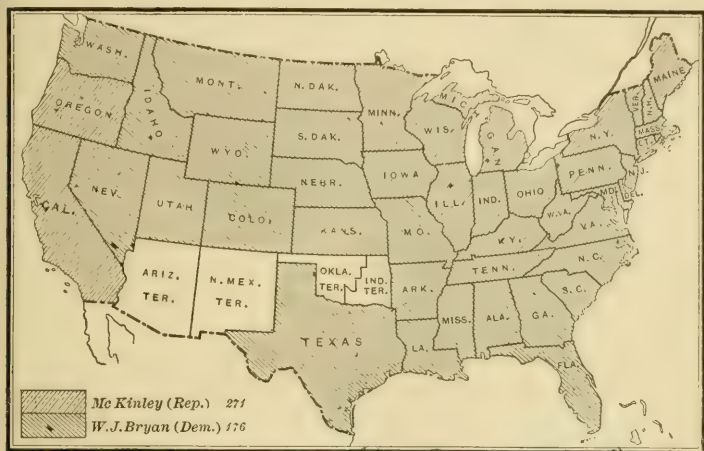 WASH.
OREGON
CAL.
IDAHO
NEV.
MONT.
WYO.
UTAH
COLO.
ARIZ.
TER.
N. MEX.
TER.
N. DAK.
S. DAK.
NEBR.
KANS.
OKLA.
TER.
IND.
TER.
TEXAS
MINN.
IOWA
MO.
ARK.
LA.
WIS.
ILL.
MICHIGAN
IND.
OHIO
KY.
TENN.
MISS.
ALA.
GA.
FLA.
S.C.
N.C.
VA.
W.VA.
PENN.
N.Y.
MD.
DEL.
N.J.
CT.
MASS.
VER.
N.H.
MAINE
McKinley (Rep.) 271
W.J.Bryan (Dem.) 176